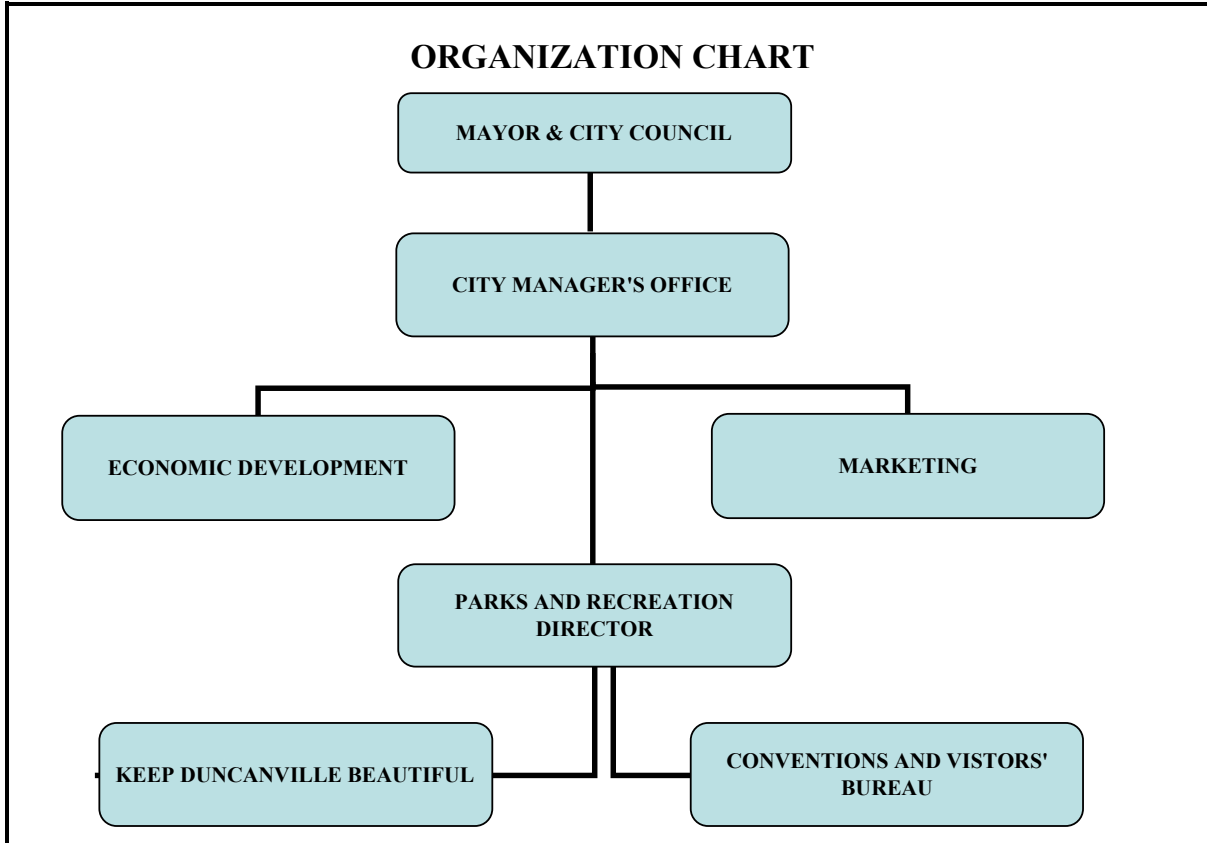 ORGANIZATION CHART
MAYOR & CITY COUNCIL
CITY MANAGER'S OFFICE
ECONOMIC DEVELOPMENT
MARKETING
PARKS AND RECREATION
DIRECTOR
KEEP DUNCANVILLE BEAUTIFUL
CONVENTIONS AND VISTORS'
BUREAU